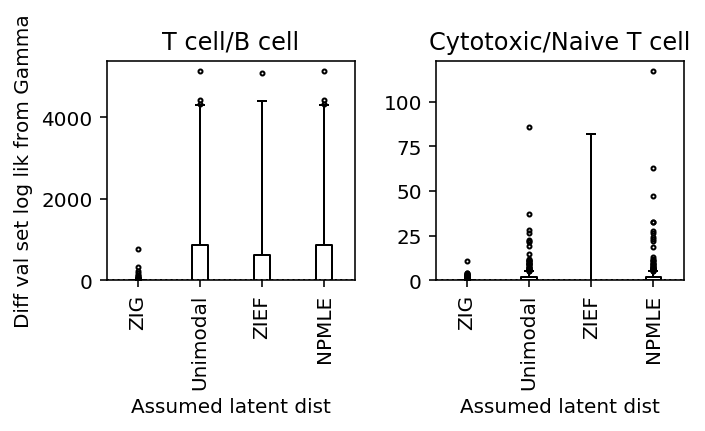 T cell/B cell
Cytotoxic/Naive T cell
Diff val set log lik from Gamma
4000
2000
0
100
75
50
25
0
ZIG
Unimodal
ZIEF
NPMLE
ZIG
Unimodal
ZIEF
NPMLE
Assumed latent dist
Assumed latent dist